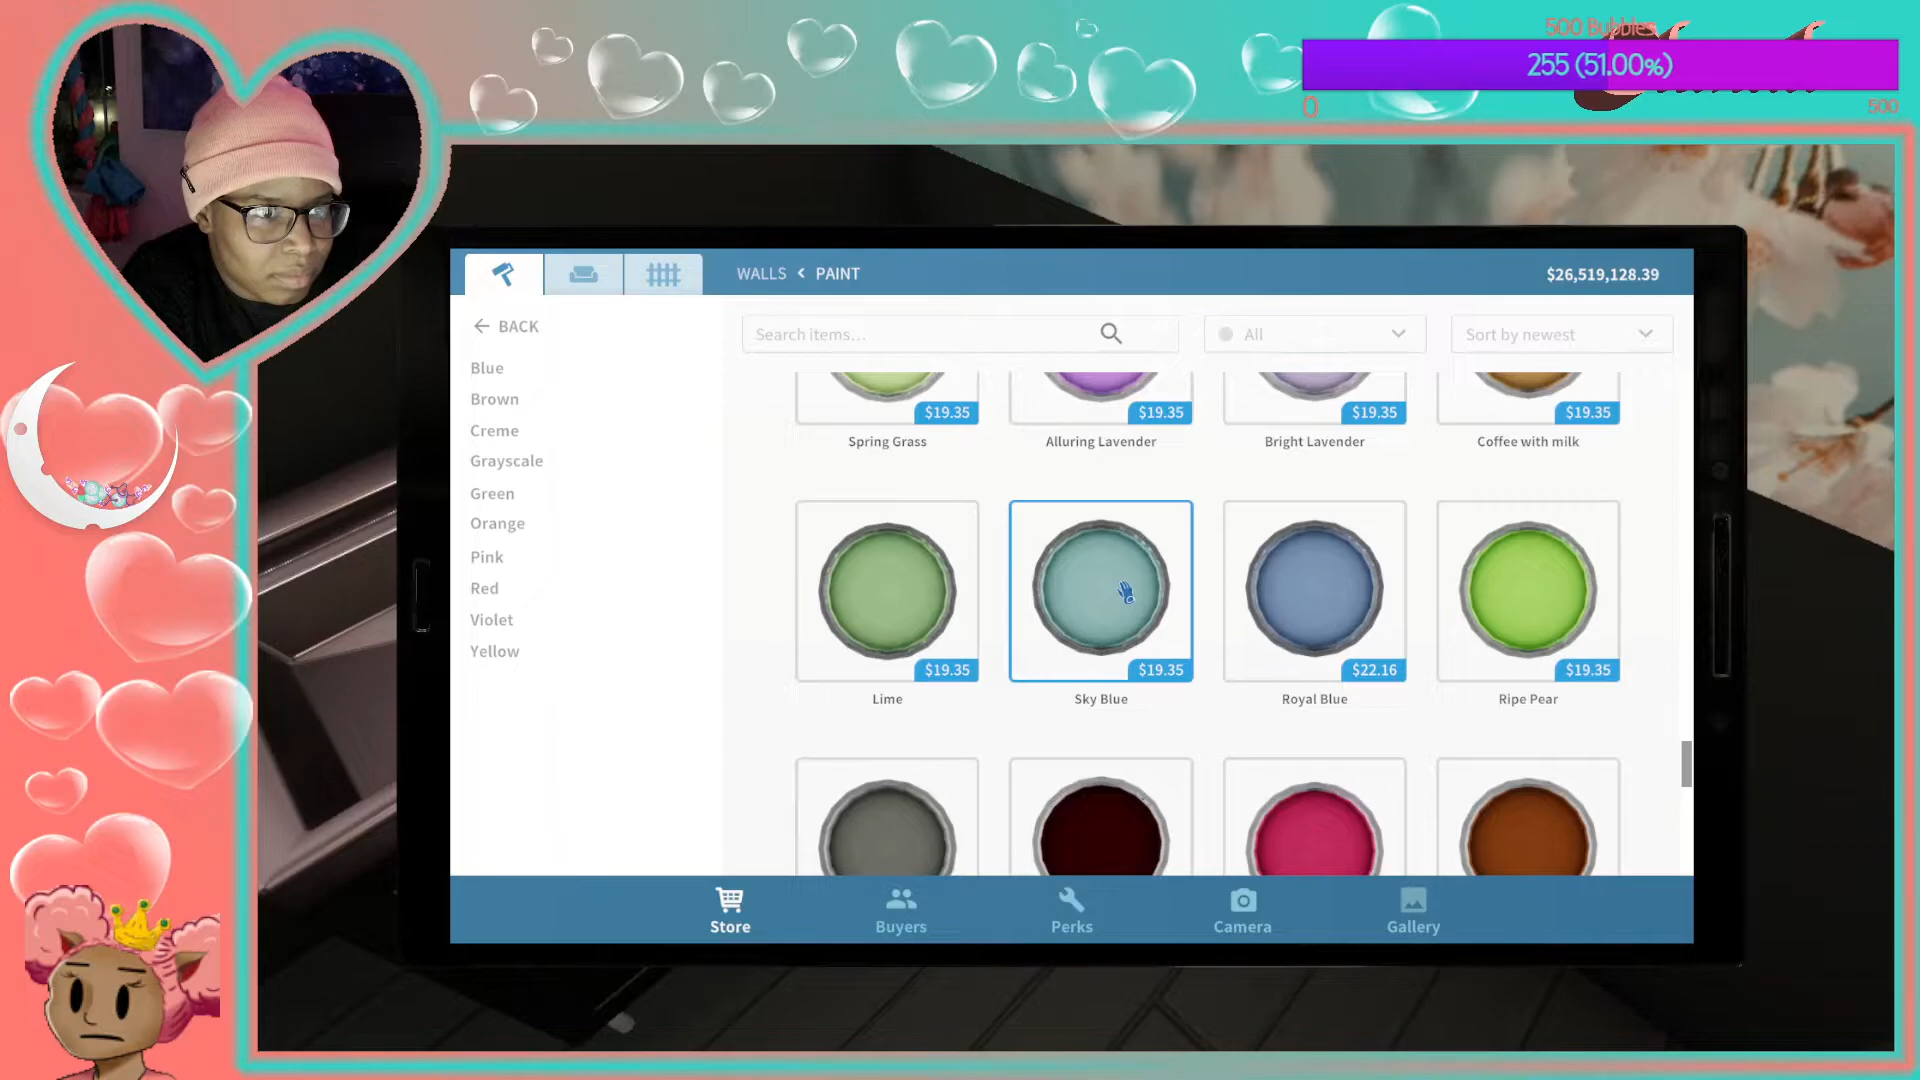 500 Bubbles
255 (51.00%)
0
500
WALLS < PAINT
$26,519,128.39
BACK
Search items...
All
Sort by newest
Blue
Brown
Creme
Grayscale
Green
Orange
Pink
Red
Violet
Yellow
$19.35
$19.35
$19.35
$19.35
Spring Grass
Alluring Lavender
Bright Lavender
Coffee with milk
$19.35
$19.35
$22.16
$19.35
Lime
Sky Blue
Royal Blue
Ripe Pear
Store
Buyers
Perks
Camera
Gallery